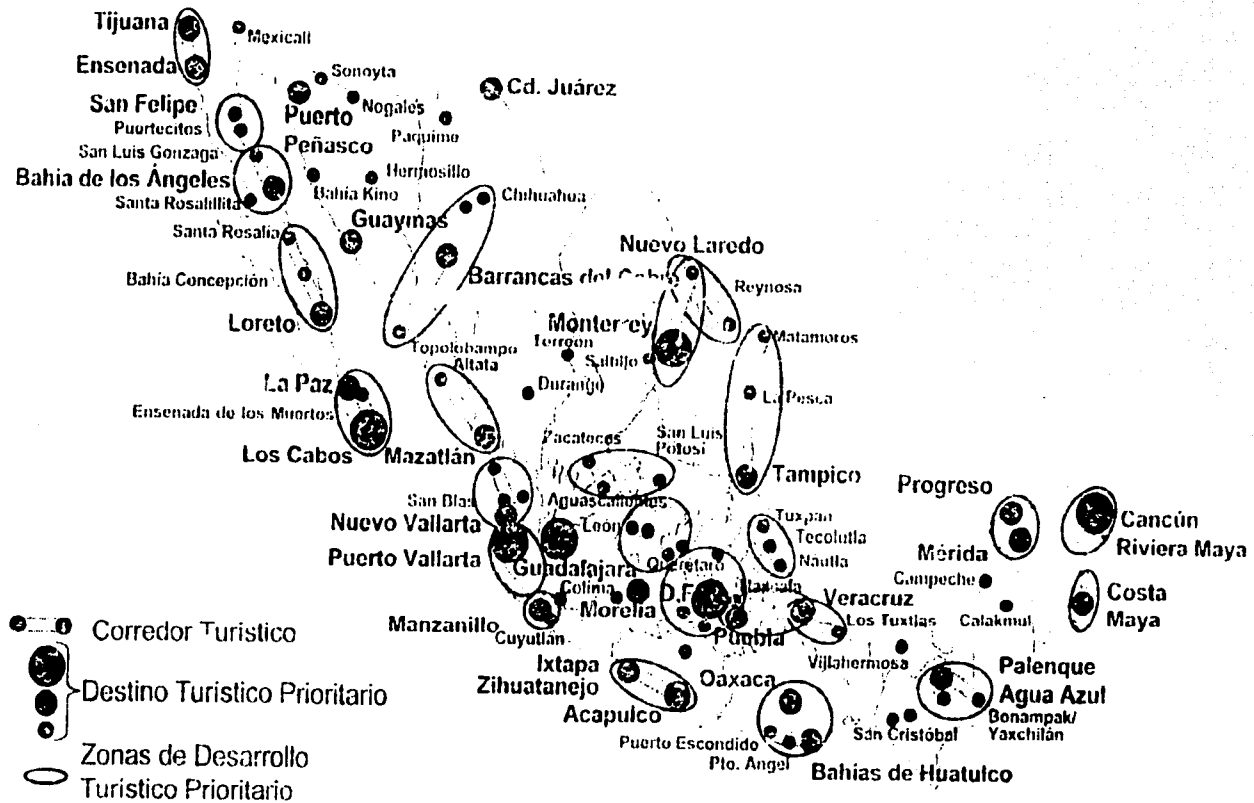 Tijuana
Mexicali
Ensenada
Sonoyta
Cd. Juárez
San Felipe
Puerto
Peñasco
Nogales
Puertecitos
Paquime
San Luis Gonzaga
Bahia de los Ángeles
Hermosillo
Bahía Kino
Santa Rosalillita
Chihuahua
Guaymas
Santa Rosalia
Nuevo Laredo
Bahía Concepción
Barrancas del
Reynosa
Loreto
Monterrey
Matamoros
Topolobampo
Torreon
Saltillo
Altata
La Paz
Durango
La Pesca
Ensenada de los Muertos
Los Cabos
Mazatlán
Zacatecas
San Luis
Potosi
Tampico
Progreso
San Blas
Aguascalientes
Nuevo Vallarta
León
Tuxpan
Tecolutla
Nautla
Cancún
Riviera Maya
Puerto Vallarta
Guadalajara
Querétaro
Mérida
Campeche
Colima
Morelia
D.F.
Tlaxcala
Veracruz
Costa
Maya
Manzanillo
Cuyutlán
Puebla
Los Tuxtlas
Calakmul
Corredor Turistico
Ixtapa
Zihuatanejo
Oaxaca
Villahermosa
Palenque
Agua Azul
Destino Turistico Prioritario
Acapulco
Bonampak/
Yaxchilán
San Cristóbal
Puerto Escondido
Pto. Angel
Bahías de Huatulco
Zonas de Desarrollo
Turístico Prioritario